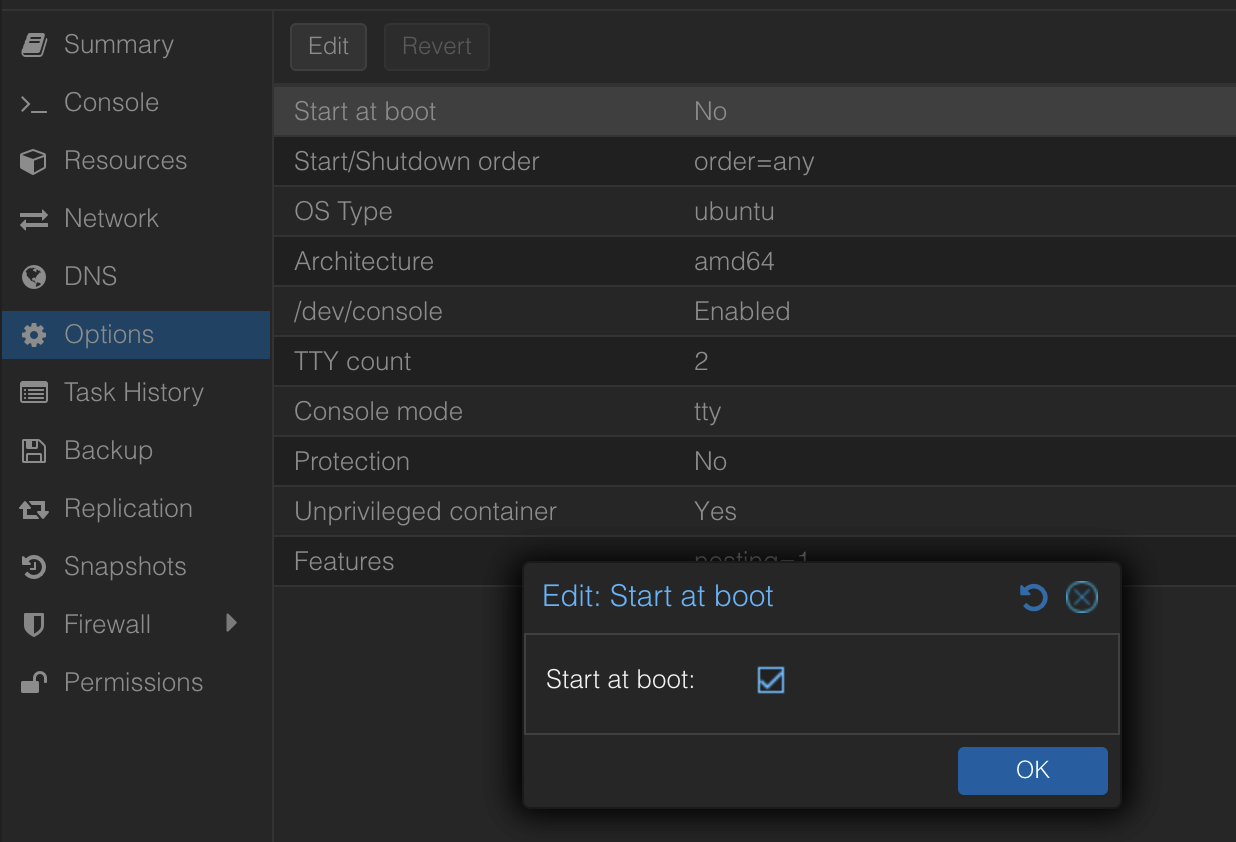 Summary
Console
Resources
Network
DNS
Options
Task History
Backup
Replication
Snapshots
Firewall
Permissions
Edit Revert
Start at boot No
Start/Shutdown order order=any
OS Type ubuntu
Architecture amd64
/dev/console Enabled
TTY count 2
Console mode tty
Protection No
Unprivileged container Yes
Features nesting=1
Edit: Start at boot
Start at boot:
OK